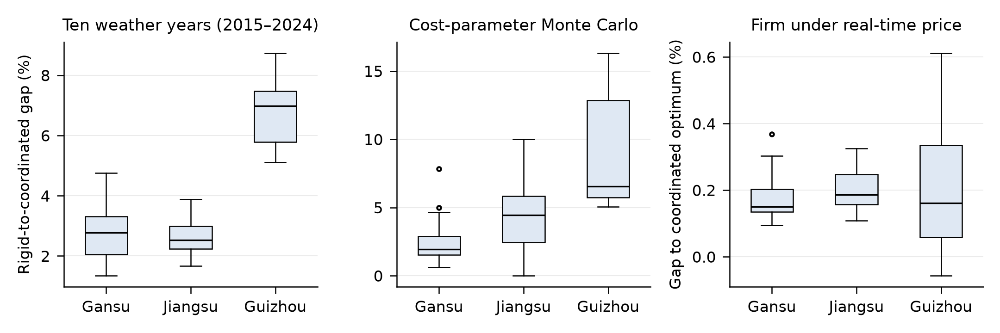 Ten weather years (2015–2024)
Rigid-to-coordinated gap (%)
8
6
4
2
Gansu
Jiangsu
Guizhou
Cost-parameter Monte Carlo
15
10
5
0
Gansu
Jiangsu
Guizhou
Firm under real-time price
Gap to coordinated optimum (%)
0.6
0.4
0.2
0.0
Gansu
Jiangsu
Guizhou